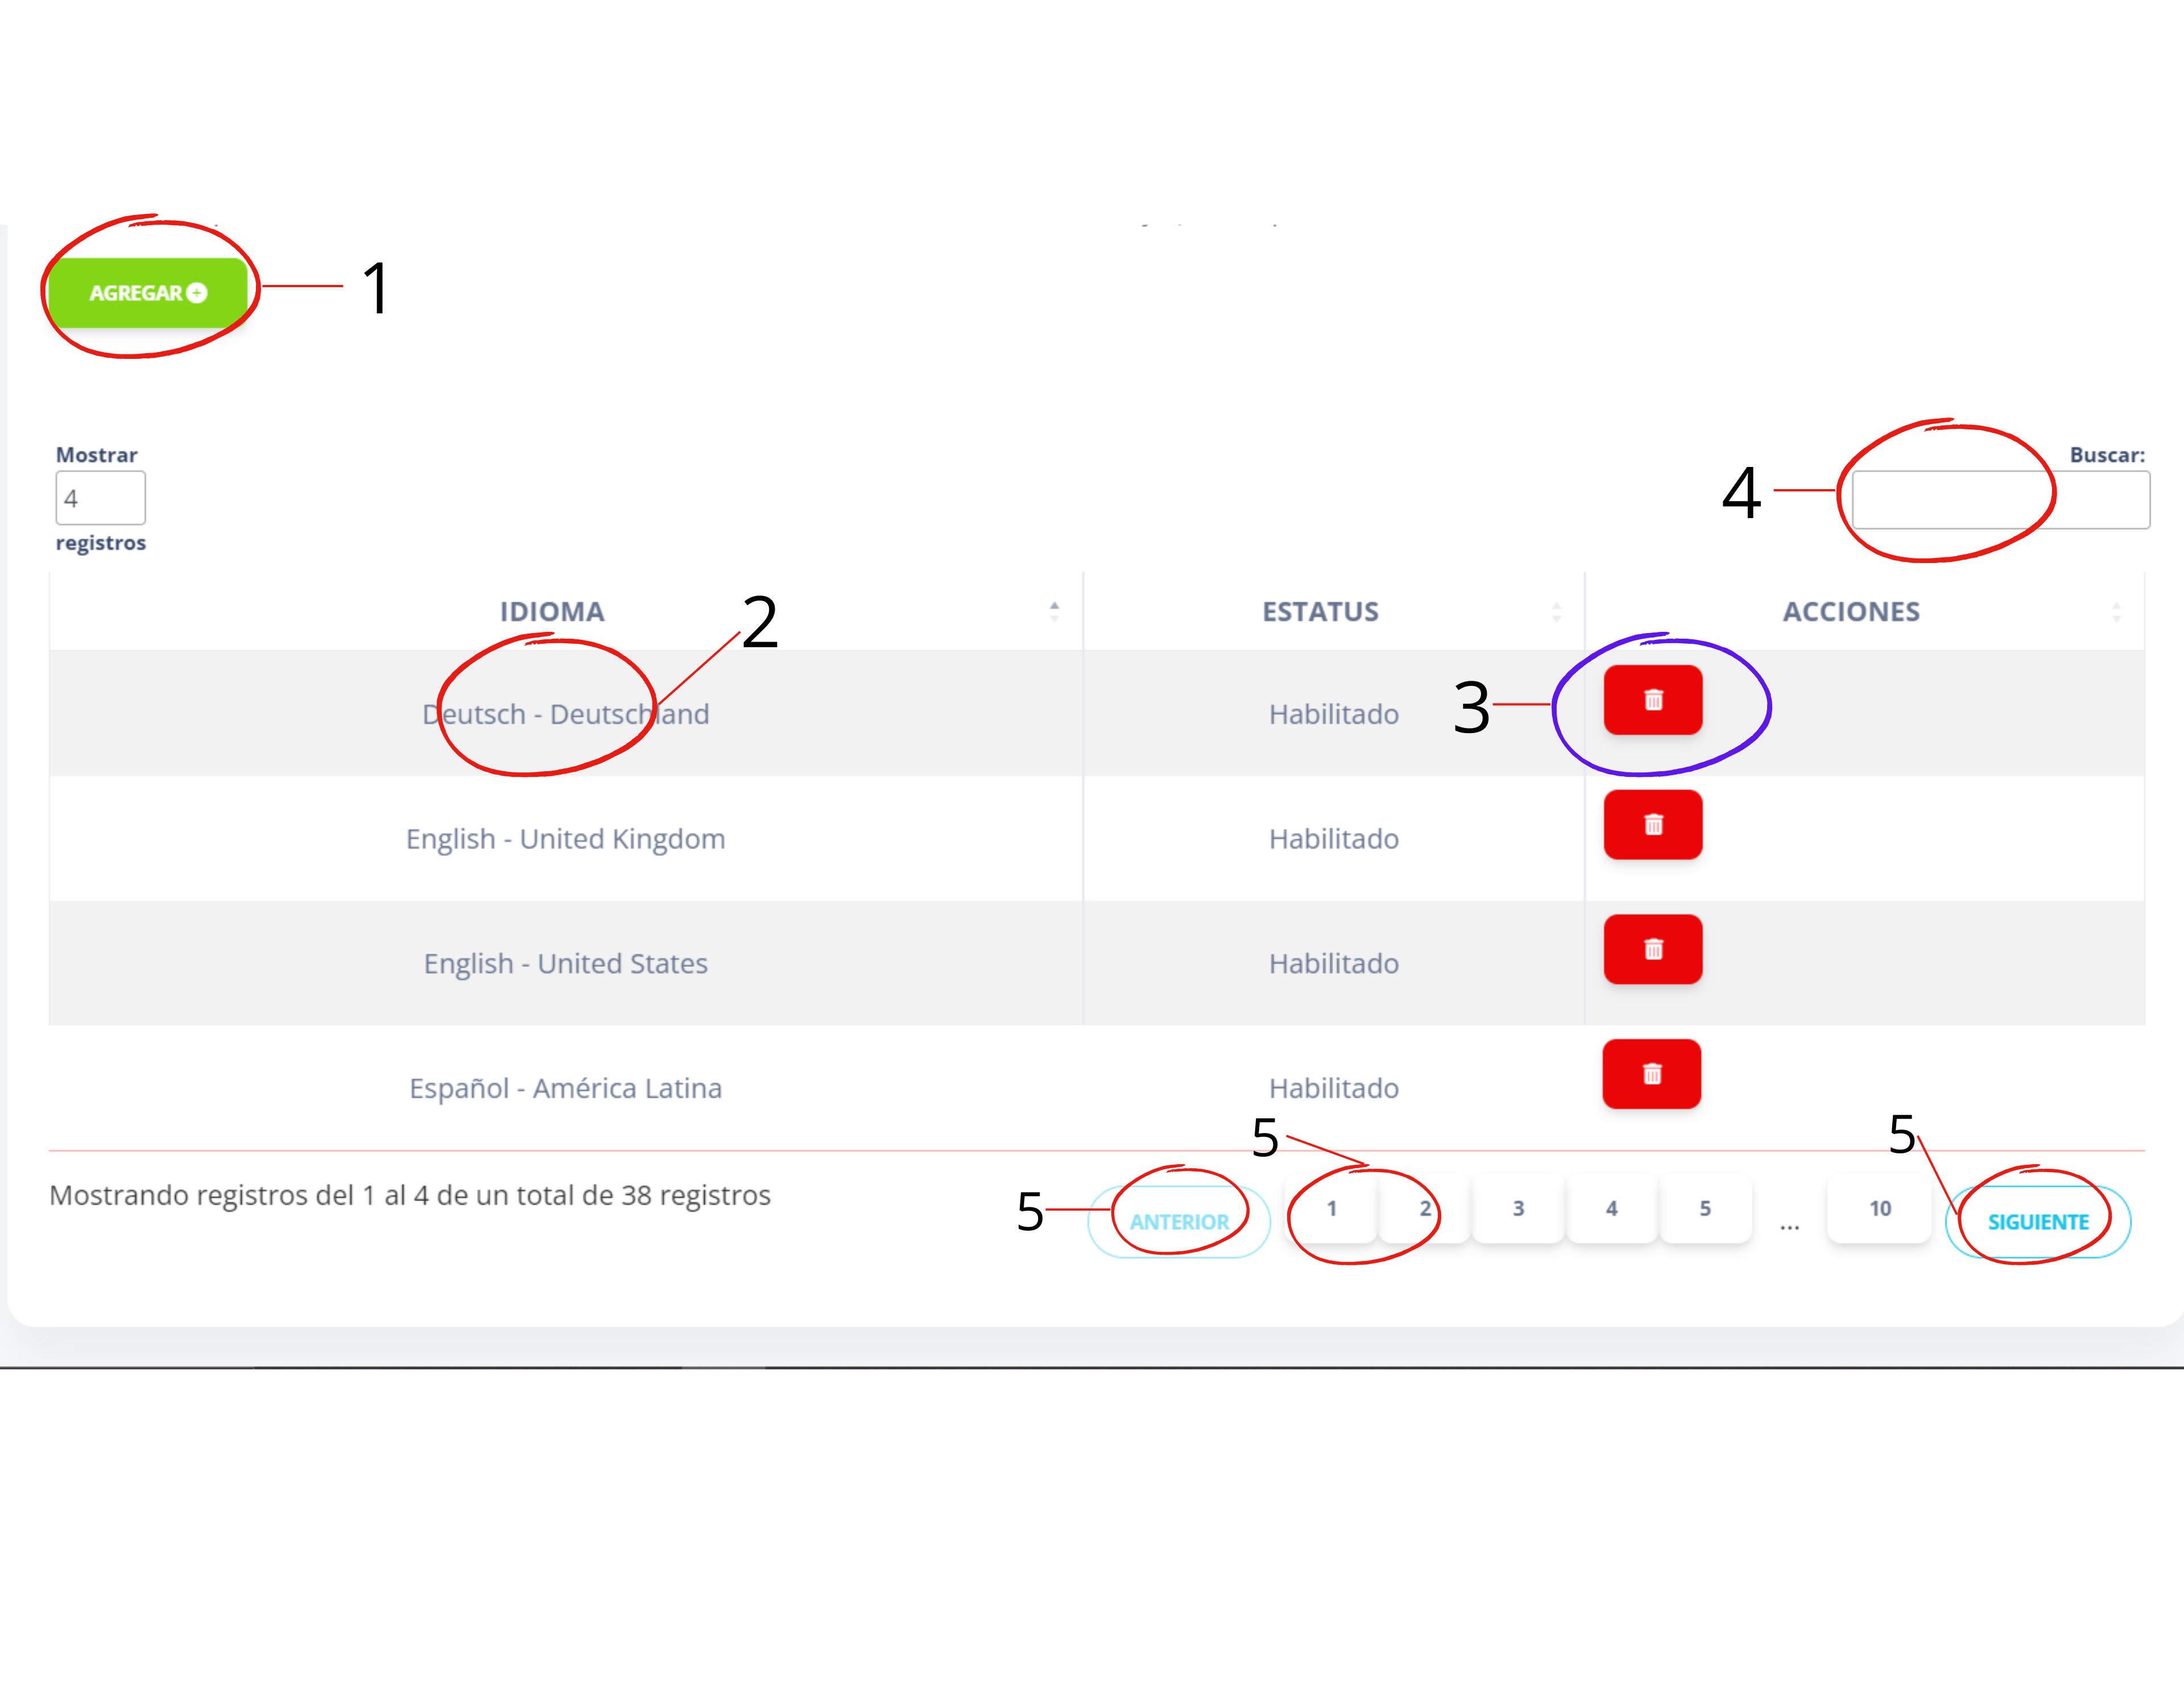 AGREGAR
1
Mostrar
4
registros
Buscar:
4
IDIOMA
ESTATUS
ACCIONES
2
Deutsch - Deutschland
Habilitado
3
English - United Kingdom
Habilitado
English - United States
Habilitado
Español - América Latina
Habilitado
5
5
Mostrando registros del 1 al 4 de un total de 38 registros
5
ANTERIOR
1
2
3
4
5
...
10
SIGUIENTE